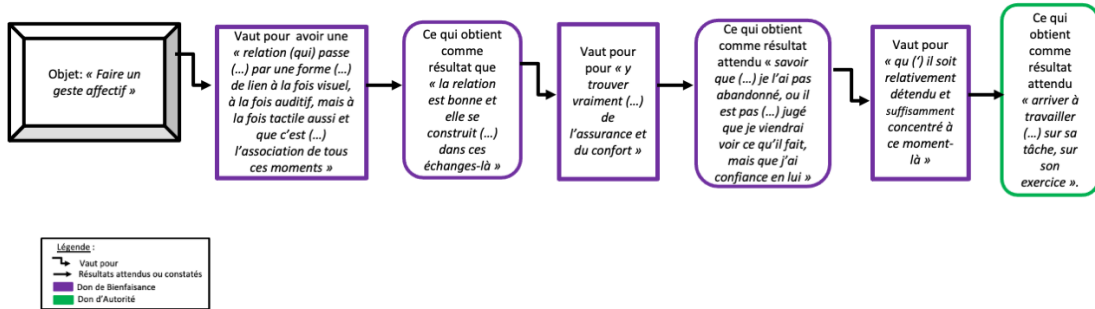 Objet: « Faire un
geste affectif »
Vaut pour avoir une
« relation (qui) passe
(...) par une forme (...)
de lien à la fois visuel,
à la fois auditif, mais à
la fois tactile aussi et
que c'est (...)
l'association de tous
ces moments »
Ce qui obtient
comme
résultat que
« la relation
est bonne et
elle se
construit (...)
dans ces
échanges-là »
Vaut pour
pour « y
trouver
vraiment (...)
de
l'assurance et
du confort »
Ce qui obtient
comme résultat
attendu « savoir
que (...) je l'ai pas
abandonné, ou il
est pas (...) jugé
que je viendrai
voir ce qu'il fait,
mais que j'ai
confiance en lui »
Vaut pour
« qu (') il soit
relativement
détendu et
suffisamment
concentré à
ce moment-
là »
Ce qui
obtient
comme
résultat
attendu
« arriver à
travailler
(...) sur sa
tâche, sur
son
exercice ».
Légende :
Vaut pour
Résultats attendus ou constatés
Don de Bienfaisance
Don d'Autorité